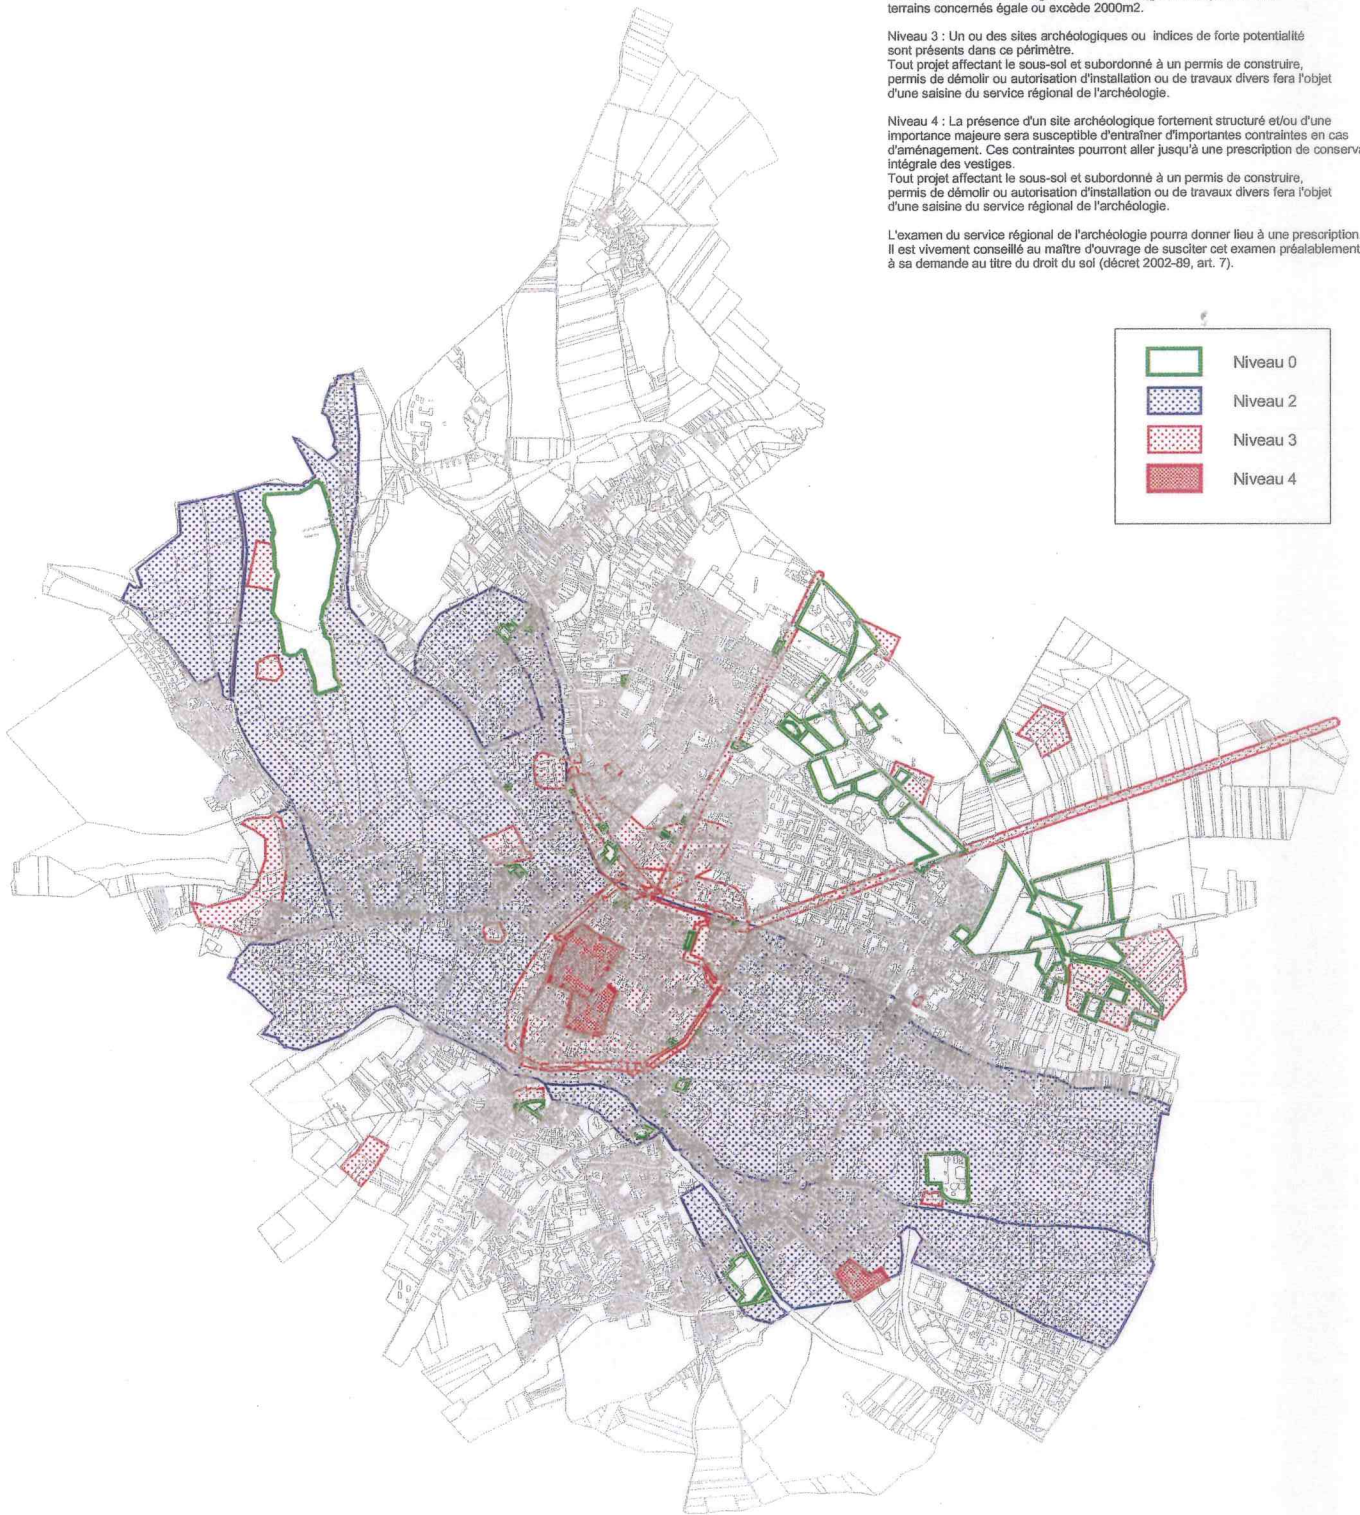 terrains concernés égale ou excède 2000m2.
Niveau 3 : Un ou des sites archéologiques ou indices de forte potentialité
sont présents dans ce périmètre.
Tout projet affectant le sous-sol et subordonné à un permis de construire,
permis de démolir ou autorisation d'installation ou de travaux divers fera l'objet
d'une saisine du service régional de l'archéologie.
Niveau 4 : La présence d'un site archéologique fortement structuré et/ou d'une
importance majeure sera susceptible d'entraîner d'importantes contraintes en cas
d'aménagement. Ces contraintes pourront aller jusqu'à une prescription de conserva
intégrale des vestiges.
Tout projet affectant le sous-sol et subordonné à un permis de construire,
permis de démolir ou autorisation d'installation ou de travaux divers fera l'objet
d'une saisine du service régional de l'archéologie.
L'examen du service régional de l'archéologie pourra donner lieu à une prescription
Il est vivement conseillé au maître d'ouvrage de susciter cet examen préalablement
à sa demande au titre du droit du sol (décret 2002-89, art. 7).
Niveau 0
Niveau 2
Niveau 3
Niveau 4